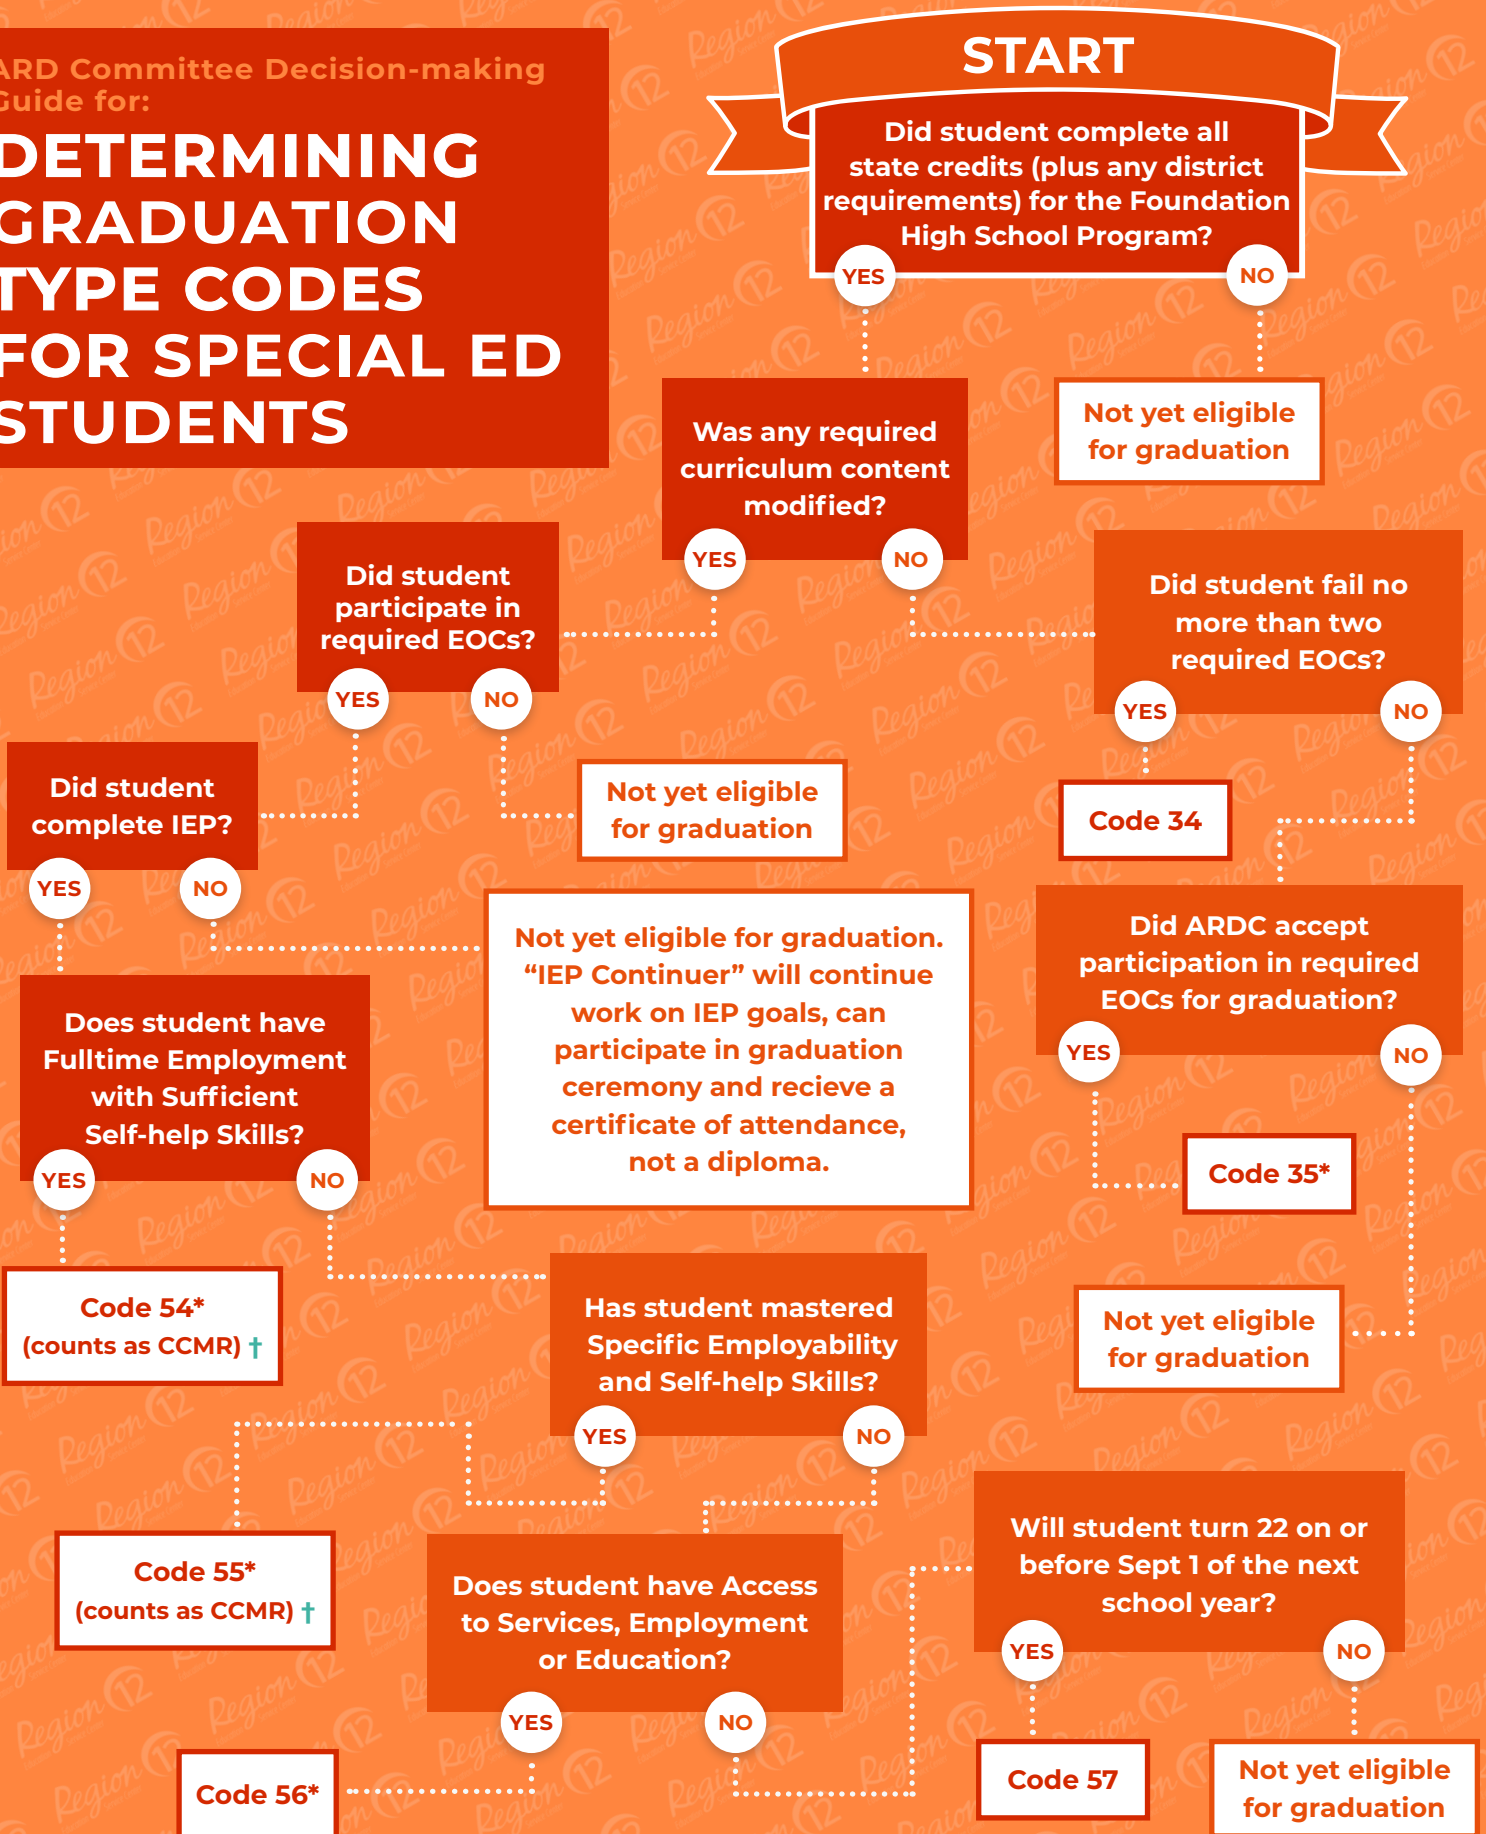 ARD Committee Decision-making
Guide for:
DETERMINING
GRADUATION
TYPE CODES
FOR SPECIAL ED
STUDENTS
START
Did student complete all
state credits (plus any district
requirements) for the Foundation
High School Program?
YES
NO
Was any required
curriculum content
modified?
YES
NO
Not yet eligible
for graduation
Did student
participate in
required EOCs?
YES
NO
Did student fail no
more than two
required EOCs?
YES
NO
Did student
complete IEP?
YES
NO
Not yet eligible
for graduation
Code 34
Not yet eligible for graduation.
“IEP Continuer” will continue
work on IEP goals, can
participate in graduation
ceremony and recieve a
certificate of attendance,
not a diploma.
Did ARDC accept
participation in required
EOCs for graduation?
YES
NO
Does student have
Fulltime Employment
with Sufficient
Self-help Skills?
YES
NO
Code 35*
Code 54*
(counts as CCMR) †
Has student mastered
Specific Employability
and Self-help Skills?
YES
NO
Not yet eligible
for graduation
Code 55*
(counts as CCMR) †
Does student have Access
to Services, Employment
or Education?
YES
NO
Will student turn 22 on or
before Sept 1 of the next
school year?
YES
NO
Code 56*
Code 57
Not yet eligible
for graduation
Region 12